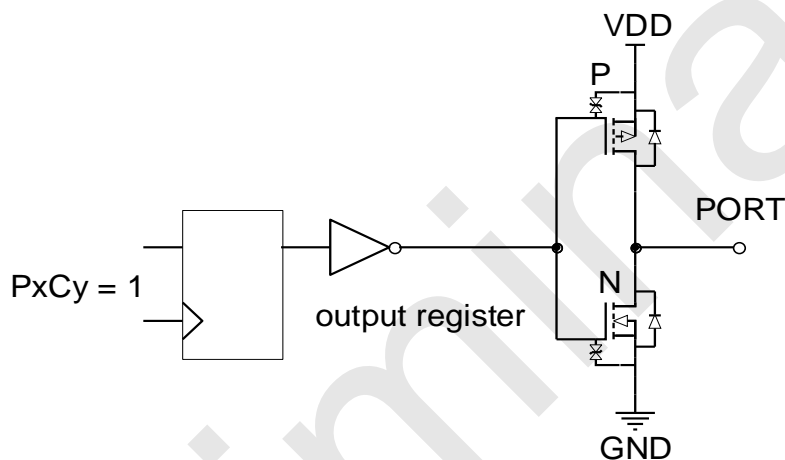 VDD
P
PORT
PxCy = 1
N
output register
GND